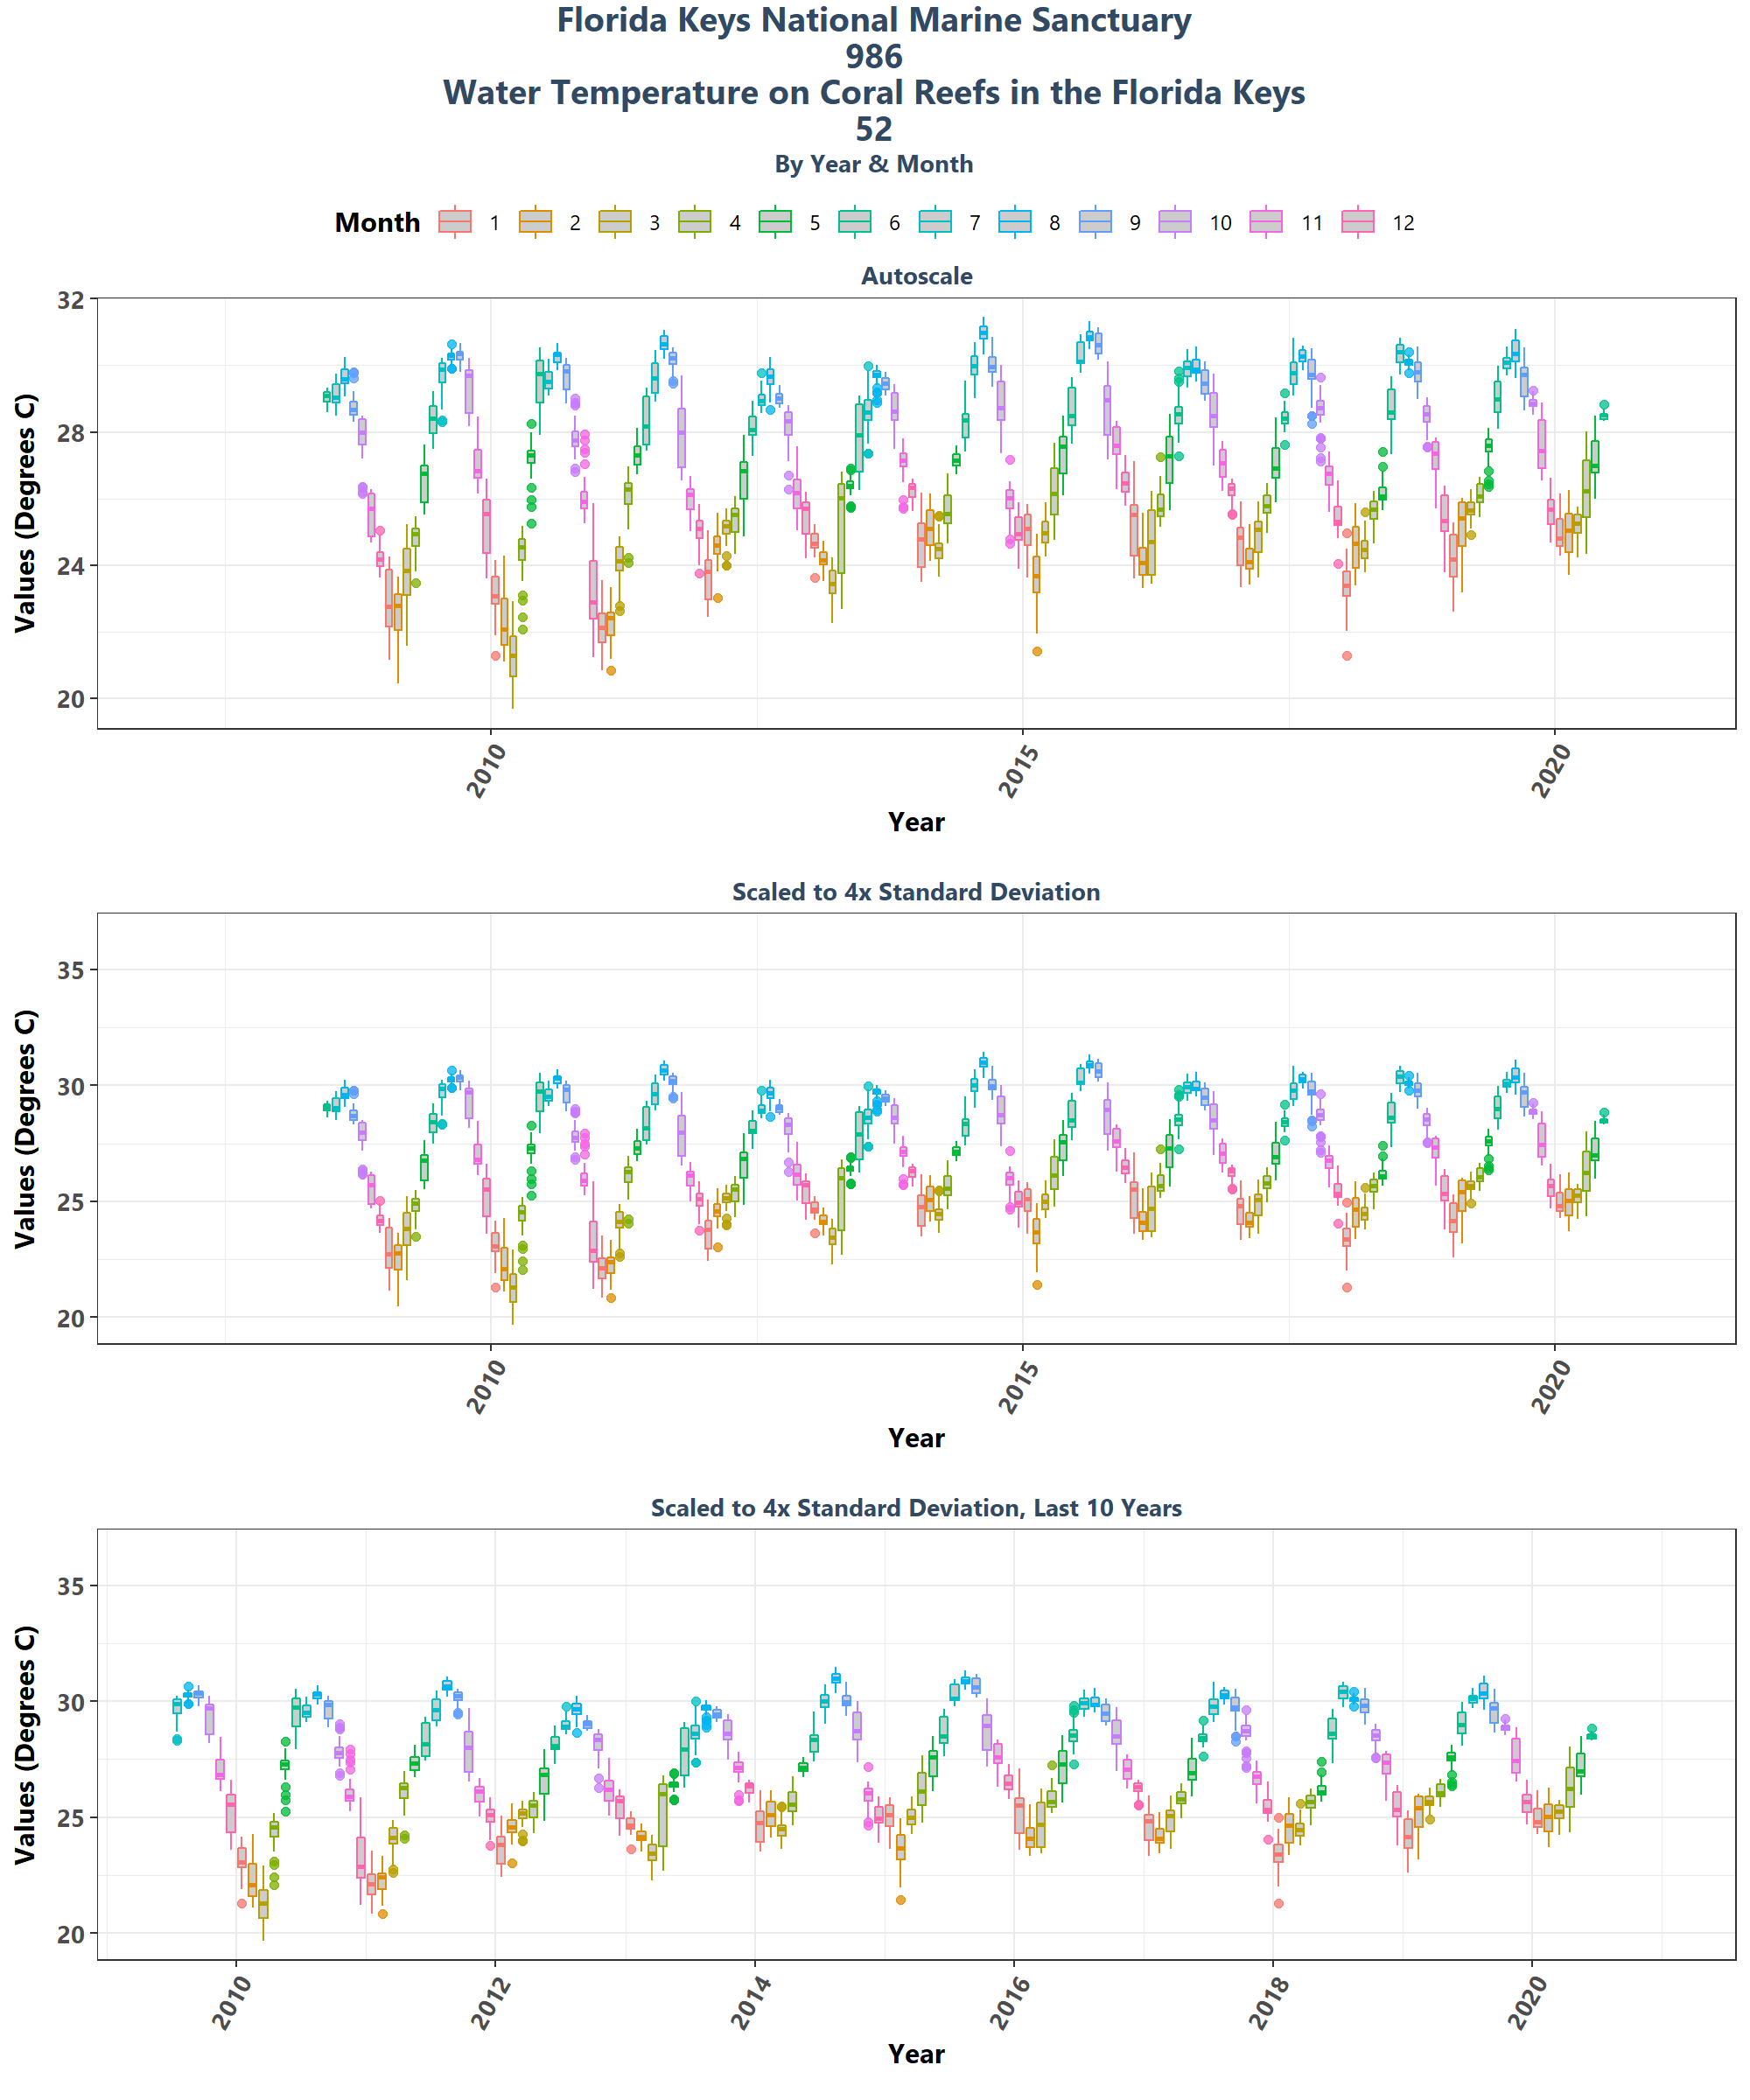 Florida Keys National Marine Sanctuary
986
Water Temperature on Coral Reefs in the Florida Keys
52
By Year & Month
Month 1 2 3 4 5 6 7 8 9 10 11 12
Autoscale
Values (Degrees C)
32
28
24
20
2010 2015 2020
Year
Scaled to 4x Standard Deviation
Values (Degrees C)
35
30
25
20
2010 2015 2020
Year
Scaled to 4x Standard Deviation, Last 10 Years
Values (Degrees C)
35
30
25
20
2010 2012 2014 2016 2018 2020
Year